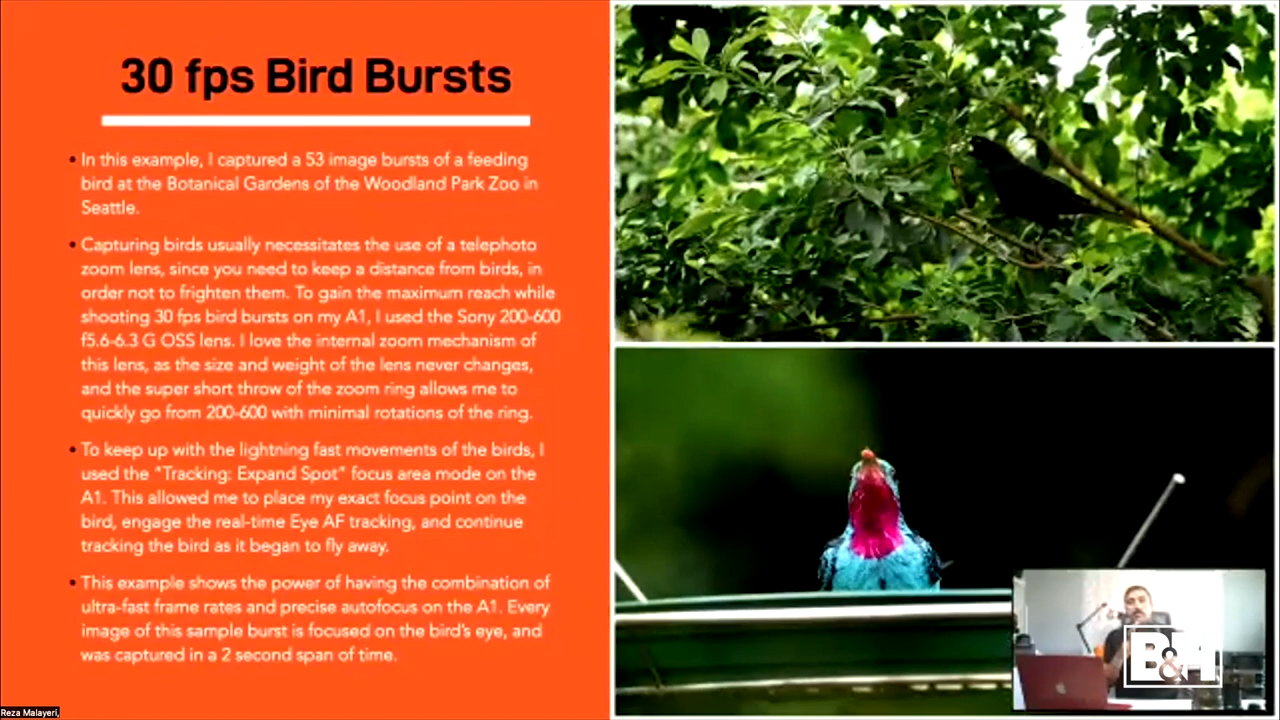 30 fps Bird Bursts
• In this example, I captured a 53 image bursts of a feeding
bird at the Botanical Gardens of the Woodland Park Zoo in
Seattle.
• Capturing birds usually necessitates the use of a telephoto
zoom lens, since you need to keep a distance from birds, in
order not to frighten them. To gain the maximum reach while
shooting 30 fps bird bursts on my A1, I used the Sony 200-600
f5.6-6.3 G OSS lens. I love the internal zoom mechanism of
this lens, as the size and weight of the lens never changes,
and the super short throw of the zoom ring allows me to
quickly go from 200-600 with minimal rotations of the ring.
• To keep up with the lightning fast movements of the birds, I
used the “Tracking: Expand Spot” focus area mode on the
A1. This allowed me to place my exact focus point on the
bird, engage the real-time Eye AF tracking, and continue
tracking the bird as it began to fly away.
• This example shows the power of having the combination of
ultra-fast frame rates and precise autofocus on the A1. Every
image of this sample burst is focused on the bird’s eye, and
was captured in a 2 second span of time.
B&H
Reza Malayeri,